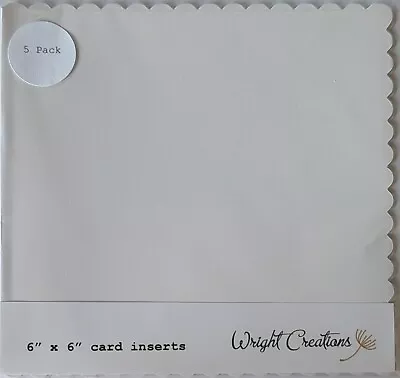 5 Pack
6" x 6" card inserts
Wright Creations